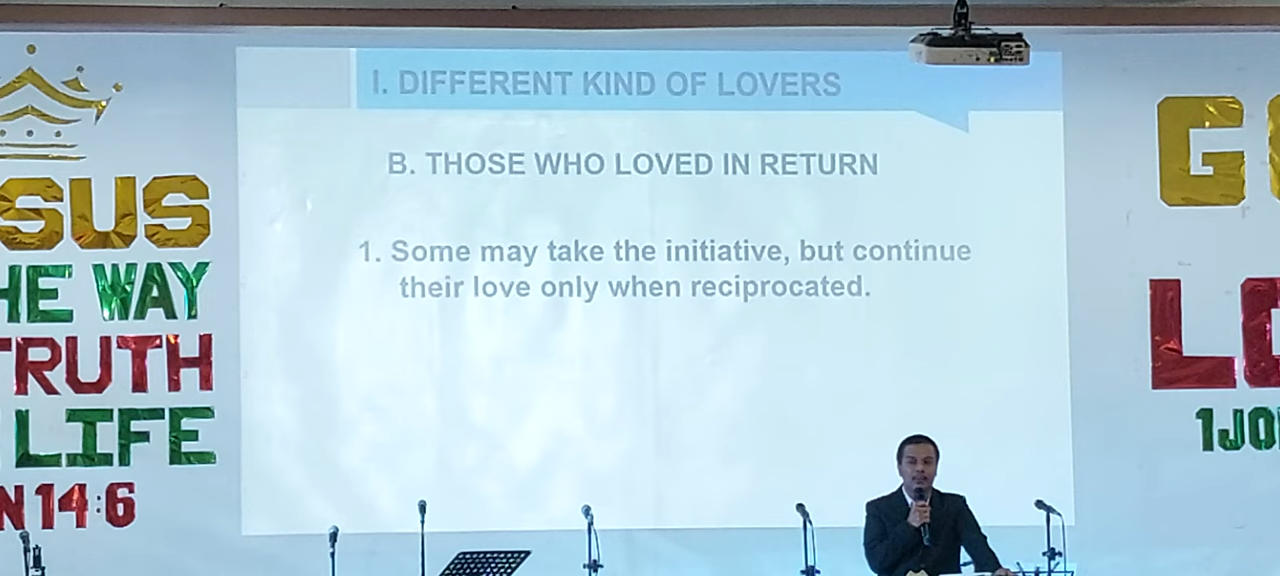 I. DIFFERENT KIND OF LOVERS
B. THOSE WHO LOVED IN RETURN
1. Some may take the initiative, but continue
their love only when reciprocated.
SUS
HE WAY
TRUTH
LIFE
N 14:6
G
L
1JO